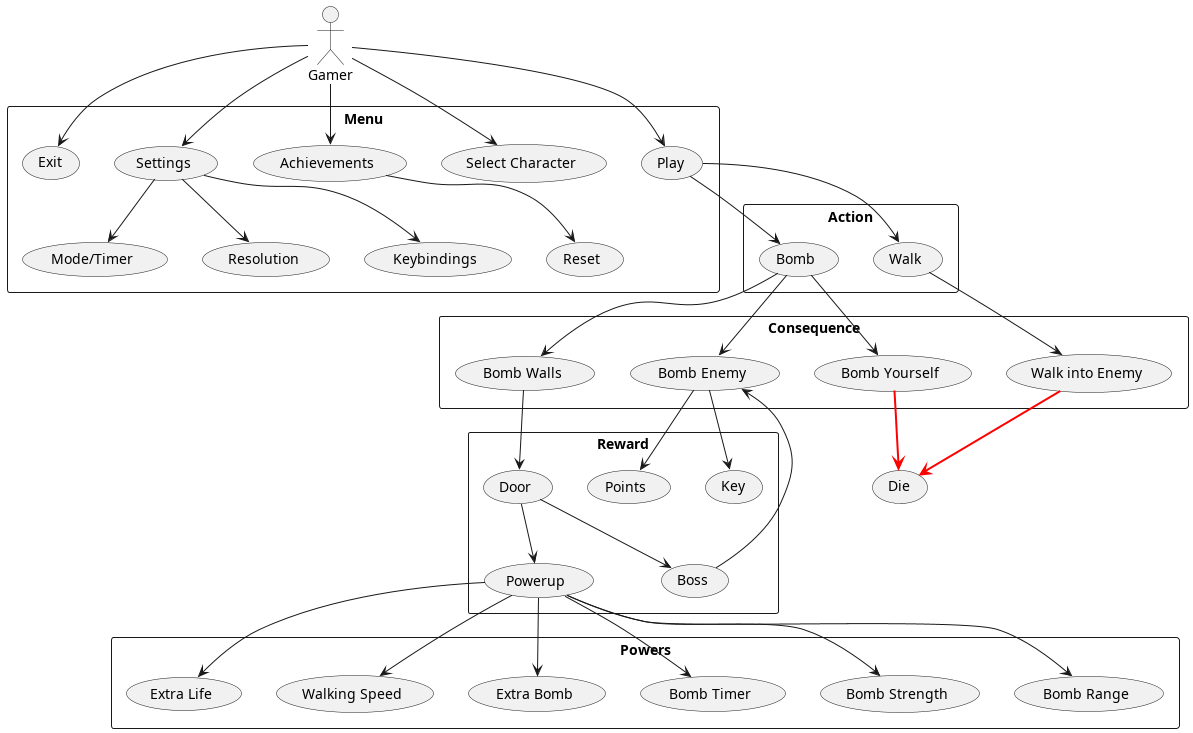 Gamer
Menu
Exit
Settings
Achievements
Select Character
Play
Action
Mode/Timer
Resolution
Keybindings
Reset
Bomb
Walk
Consequence
Bomb Walls
Bomb Enemy
Bomb Yourself
Walk into Enemy
Reward
Door
Points
Key
Die
Powerup
Boss
Powers
Extra Life
Walking Speed
Extra Bomb
Bomb Timer
Bomb Strength
Bomb Range